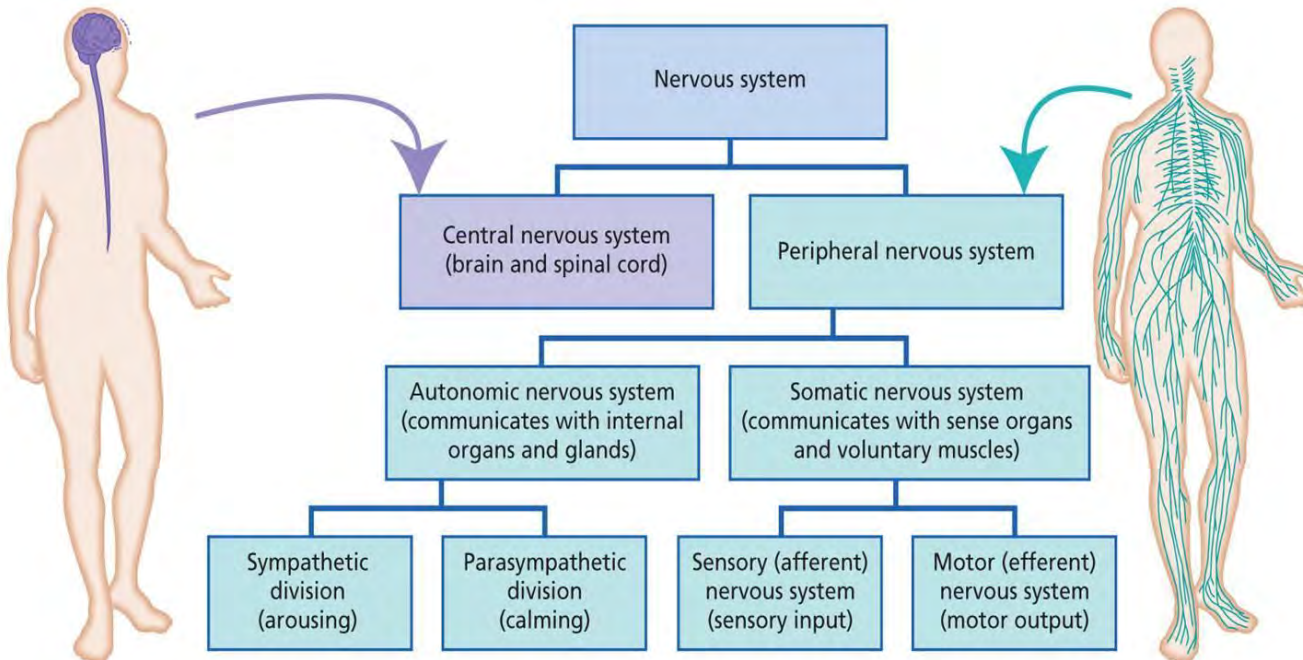 Nervous system
Central nervous system
(brain and spinal cord)
Peripheral nervous system
Autonomic nervous system
(communicates with internal
organs and glands)
Somatic nervous system
(communicates with sense organs
and voluntary muscles)
Sympathetic
division
(arousing)
Parasympathetic
division
(calming)
Sensory (afferent)
nervous system
(sensory input)
Motor (efferent)
nervous system
(motor output)